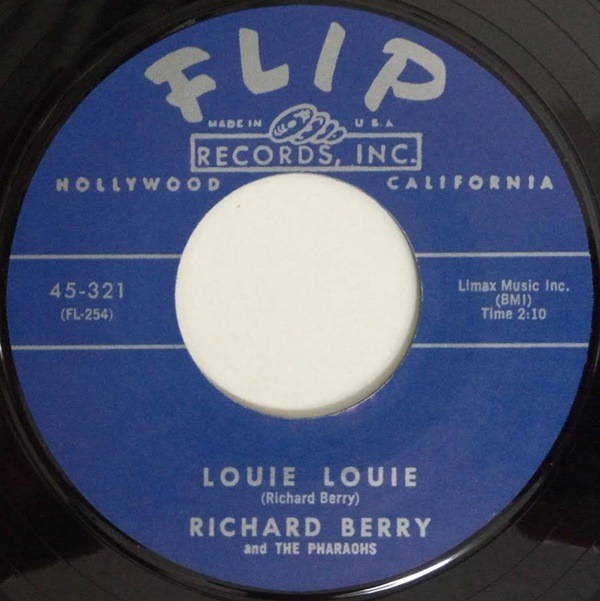 FLIP
MADE IN U.S.A
RECORDS, INC.
HOLLYWOOD CALIFORNIA
45-321
(FL-254)
Limax Music Inc.
(BMI)
Time 2:10
LOUIE LOUIE
(Richard Berry)
RICHARD BERRY
and THE PHARAOHS